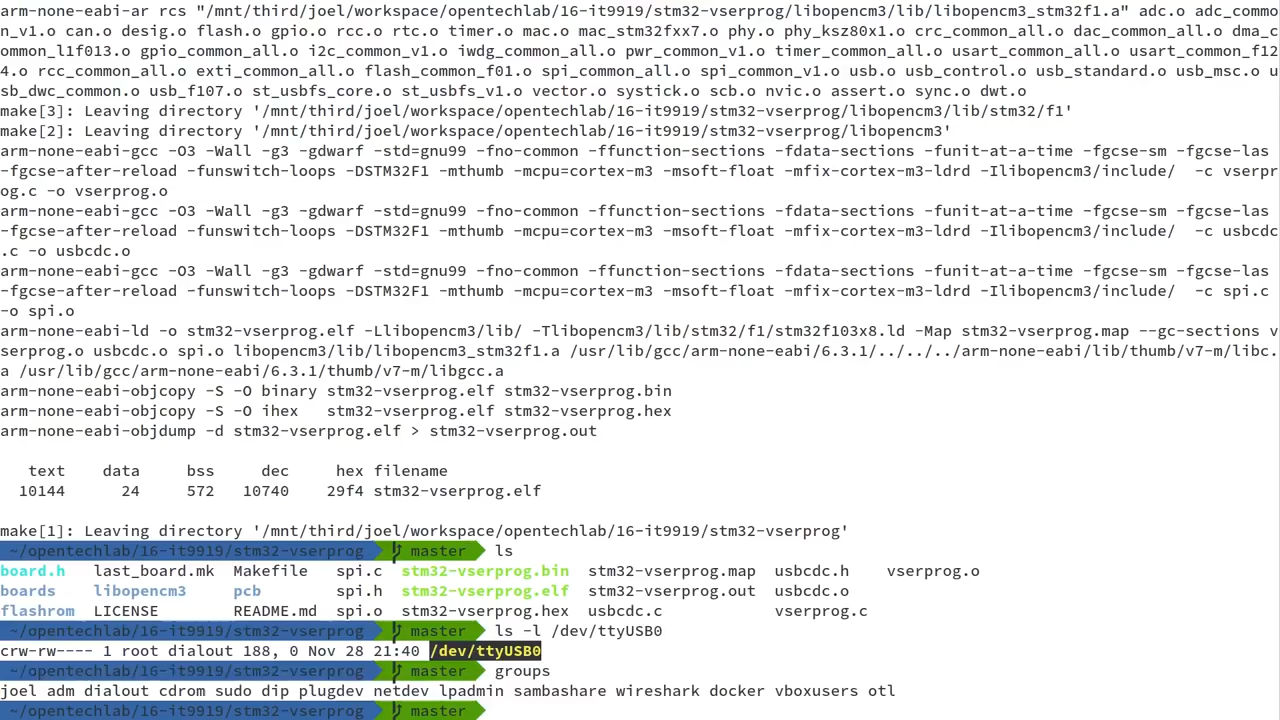 arm-none-eabi-ar rcs "/mnt/third/joel/workspace/opentechlab/16-it9919/stm32-vserprog/libopencm3/lib/libopencm3_stm32f1.a" adc.o adc_commo
n_v1.o can.o desig.o flash.o gpio.o rcc.o rtc.o timer.o mac.o mac_stm32fxx7.o phy.o phy_ksz80x1.o crc_common_all.o dac_common_all.o dma_c
ommon_l1f013.o gpio_common_all.o i2c_common_v1.o iwdg_common_all.o pwr_common_v1.o timer_common_all.o usart_common_all.o usart_common_f12
4.o rcc_common_all.o exti_common_all.o flash_common_f01.o spi_common_all.o spi_common_v1.o usb.o usb_control.o usb_standard.o usb_msc.o u
sb_dwc_common.o usb_f107.o st_usbfs_core.o st_usbfs_v1.o vector.o systick.o scb.o nvic.o assert.o sync.o dwt.o
make[3]: Leaving directory '/mnt/third/joel/workspace/opentechlab/16-it9919/stm32-vserprog/libopencm3/lib/stm32/f1'
make[2]: Leaving directory '/mnt/third/joel/workspace/opentechlab/16-it9919/stm32-vserprog/libopencm3'
arm-none-eabi-gcc -O3 -Wall -g3 -gdwarf -std=gnu99 -fno-common -ffunction-sections -fdata-sections -funit-at-a-time -fgcse-sm -fgcse-las
-fgcse-after-reload -funswitch-loops -DSTM32F1 -mthumb -mcpu=cortex-m3 -msoft-float -mfix-cortex-m3-ldrd -Ilibopencm3/include/  -c vserpr
og.c -o vserprog.o
arm-none-eabi-gcc -O3 -Wall -g3 -gdwarf -std=gnu99 -fno-common -ffunction-sections -fdata-sections -funit-at-a-time -fgcse-sm -fgcse-las
-fgcse-after-reload -funswitch-loops -DSTM32F1 -mthumb -mcpu=cortex-m3 -msoft-float -mfix-cortex-m3-ldrd -Ilibopencm3/include/  -c usbcdc
.c -o usbcdc.o
arm-none-eabi-gcc -O3 -Wall -g3 -gdwarf -std=gnu99 -fno-common -ffunction-sections -fdata-sections -funit-at-a-time -fgcse-sm -fgcse-las
-fgcse-after-reload -funswitch-loops -DSTM32F1 -mthumb -mcpu=cortex-m3 -msoft-float -mfix-cortex-m3-ldrd -Ilibopencm3/include/  -c spi.c
-o spi.o
arm-none-eabi-ld -o stm32-vserprog.elf -Llibopencm3/lib/ -Tlibopencm3/lib/stm32/f1/stm32f103x8.ld -Map stm32-vserprog.map --gc-sections v
serprog.o usbcdc.o spi.o libopencm3/lib/libopencm3_stm32f1.a /usr/lib/gcc/arm-none-eabi/6.3.1/../../../arm-none-eabi/lib/thumb/v7-m/libc.
a /usr/lib/gcc/arm-none-eabi/6.3.1/thumb/v7-m/libgcc.a
arm-none-eabi-objcopy -S -O binary stm32-vserprog.elf stm32-vserprog.bin
arm-none-eabi-objcopy -S -O ihex   stm32-vserprog.elf stm32-vserprog.hex
arm-none-eabi-objdump -d stm32-vserprog.elf > stm32-vserprog.out
   text    data     bss     dec     hex filename
  10144      24     572   10740    29f4 stm32-vserprog.elf
make[1]: Leaving directory '/mnt/third/joel/workspace/opentechlab/16-it9919/stm32-vserprog'
~/opentechlab/16-it9919/stm32-vserprog master ls
board.h   last_board.mk  Makefile   spi.c  stm32-vserprog.bin  stm32-vserprog.map  usbcdc.h    vserprog.o
boards    libopencm3     pcb        spi.h  stm32-vserprog.elf  stm32-vserprog.out  usbcdc.o
flashrom  LICENSE        README.md  spi.o  stm32-vserprog.hex  usbcdc.c            vserprog.c
~/opentechlab/16-it9919/stm32-vserprog master ls -l /dev/ttyUSB0
crw-rw---- 1 root dialout 188, 0 Nov 28 21:40 /dev/ttyUSB0
~/opentechlab/16-it9919/stm32-vserprog master groups
joel adm dialout cdrom sudo dip plugdev netdev lpadmin sambashare wireshark docker vboxusers otl
~/opentechlab/16-it9919/stm32-vserprog master